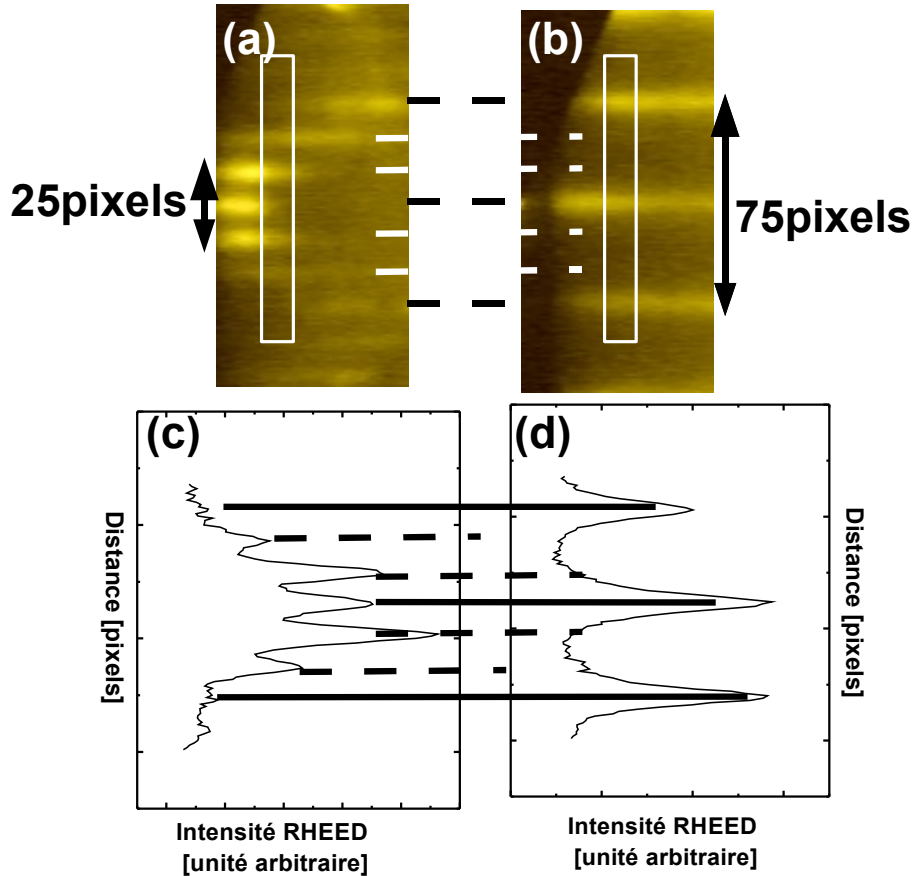 (a)
(b)
25pixels
75pixels
(c)
(d)
Distance [pixels]
Distance [pixels]
Intensité RHEED
[unité arbitraire]
Intensité RHEED
[unité arbitraire]